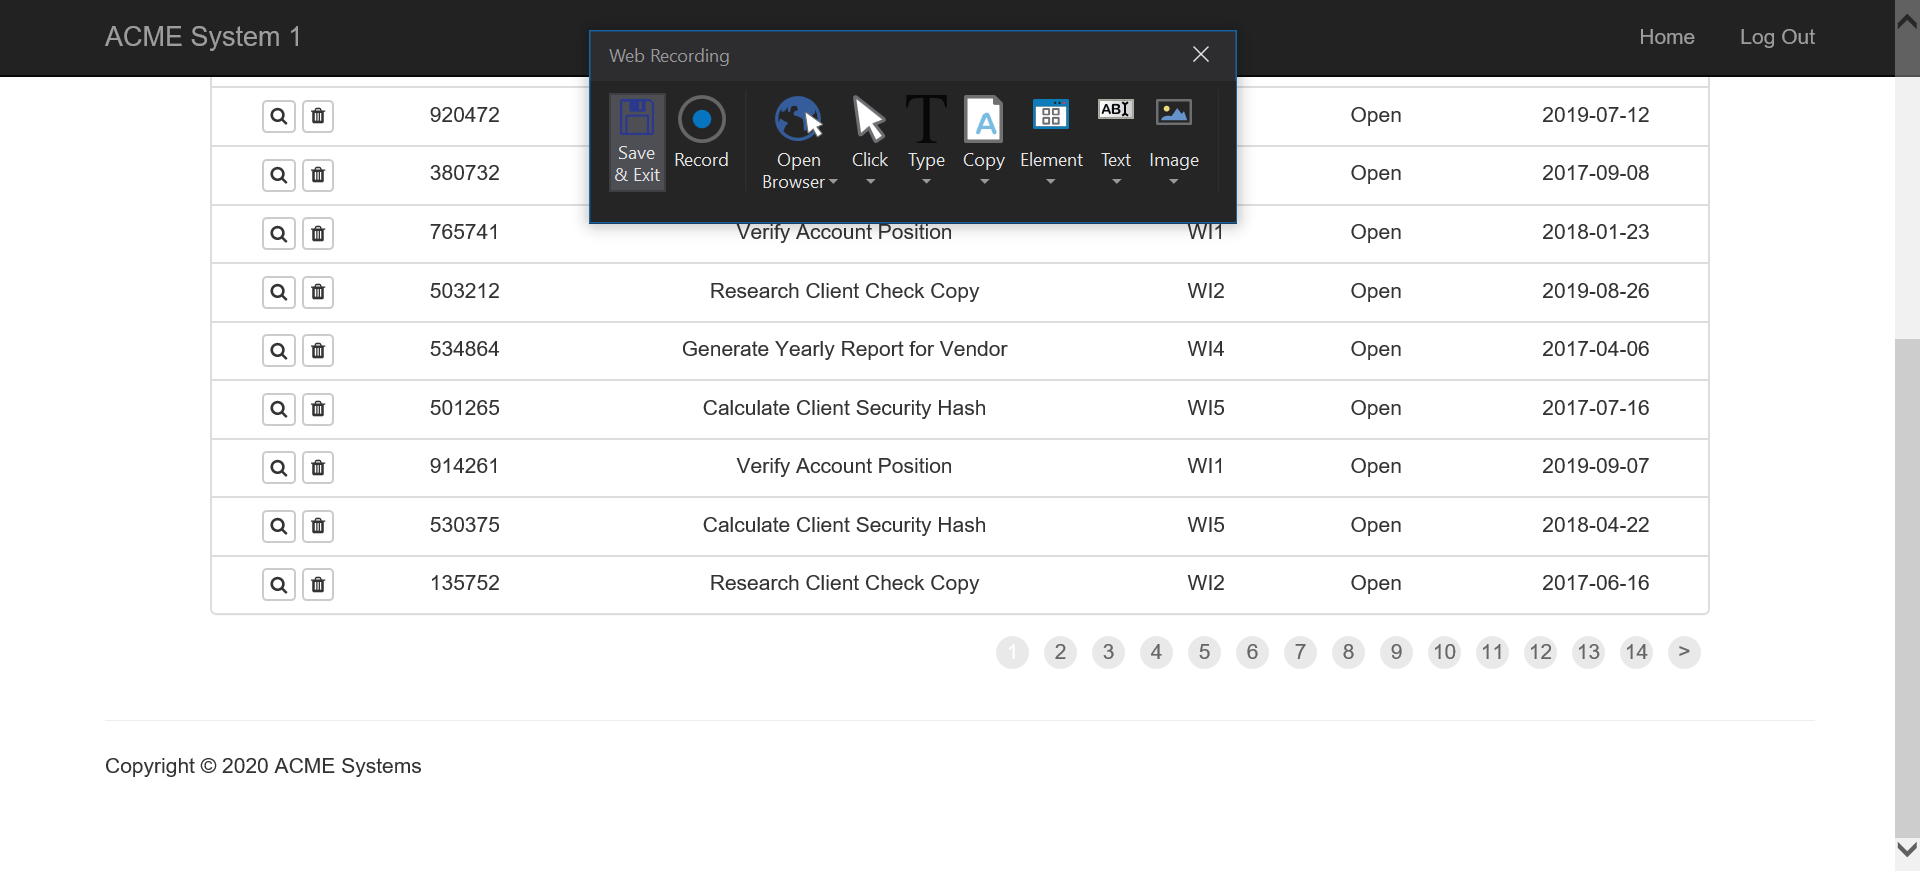 ACME System 1
Home
Log Out
Web Recording
Save & Exit
Record
Open Browser
Click
Type
Copy
Element
Text
Image
920472 Open 2019-07-12
380732 Open 2017-09-08
765741 Verify Account Position WI1 Open 2018-01-23
503212 Research Client Check Copy WI2 Open 2019-08-26
534864 Generate Yearly Report for Vendor WI4 Open 2017-04-06
501265 Calculate Client Security Hash WI5 Open 2017-07-16
914261 Verify Account Position WI1 Open 2019-09-07
530375 Calculate Client Security Hash WI5 Open 2018-04-22
135752 Research Client Check Copy WI2 Open 2017-06-16
1 2 3 4 5 6 7 8 9 10 11 12 13 14 >
Copyright © 2020 ACME Systems